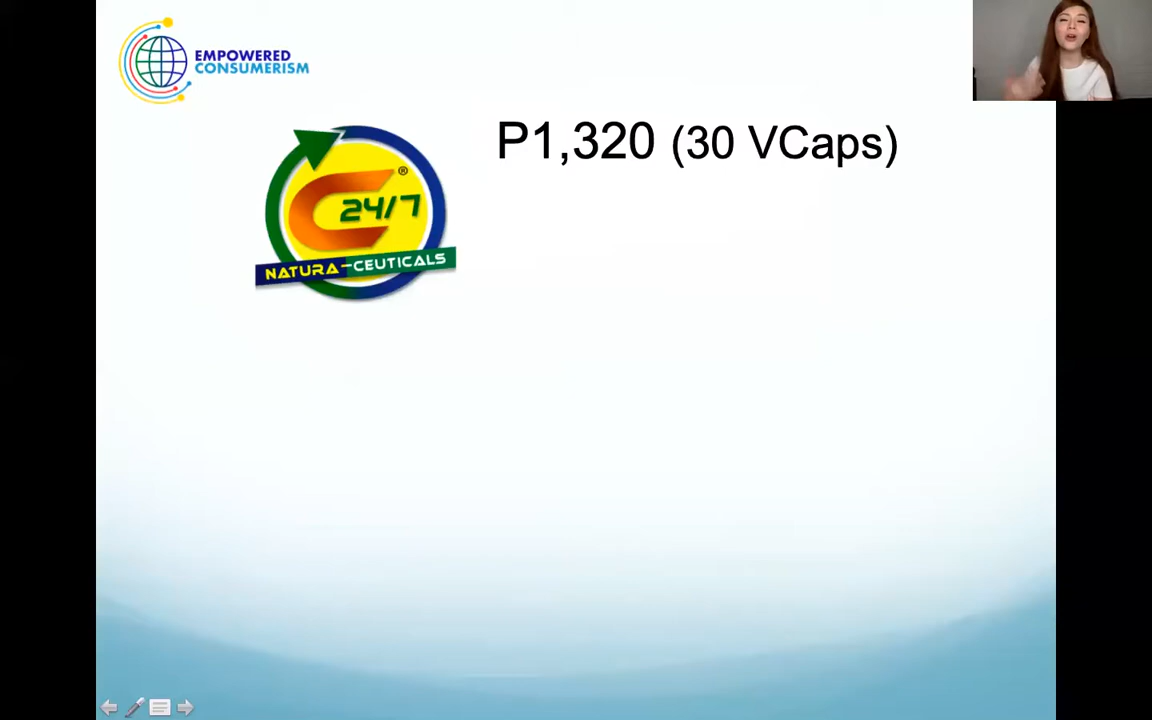 EMPOWERED
CONSUMERISM
P1,320 (30 VCaps)
C ®
24/7
NATURA-CEUTICALS